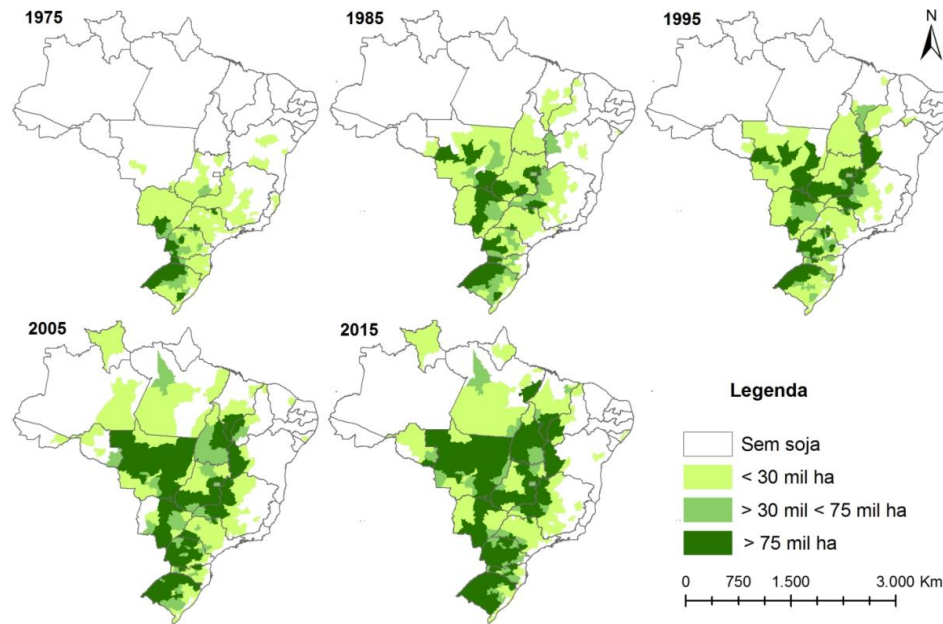 1975
1985
1995
N
2005
2015
Legenda
Sem soja
< 30 mil ha
> 30 mil < 75 mil ha
> 75 mil ha
0 750 1.500 3.000 Km